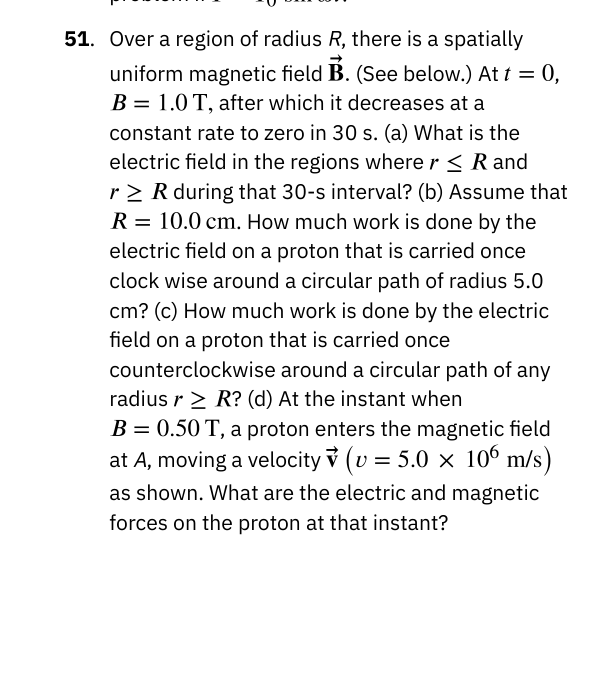 51. Over a region of radius R, there is a spatially
uniform magnetic field B⃗. (See below.) At t = 0,
B = 1.0 T, after which it decreases at a
constant rate to zero in 30 s. (a) What is the
electric field in the regions where r ≤ R and
r ≥ R during that 30-s interval? (b) Assume that
R = 10.0 cm. How much work is done by the
electric field on a proton that is carried once
clock wise around a circular path of radius 5.0
cm? (c) How much work is done by the electric
field on a proton that is carried once
counterclockwise around a circular path of any
radius r ≥ R? (d) At the instant when
B = 0.50 T, a proton enters the magnetic field
at A, moving a velocity v⃗ (v = 5.0 × 10⁶ m/s)
as shown. What are the electric and magnetic
forces on the proton at that instant?